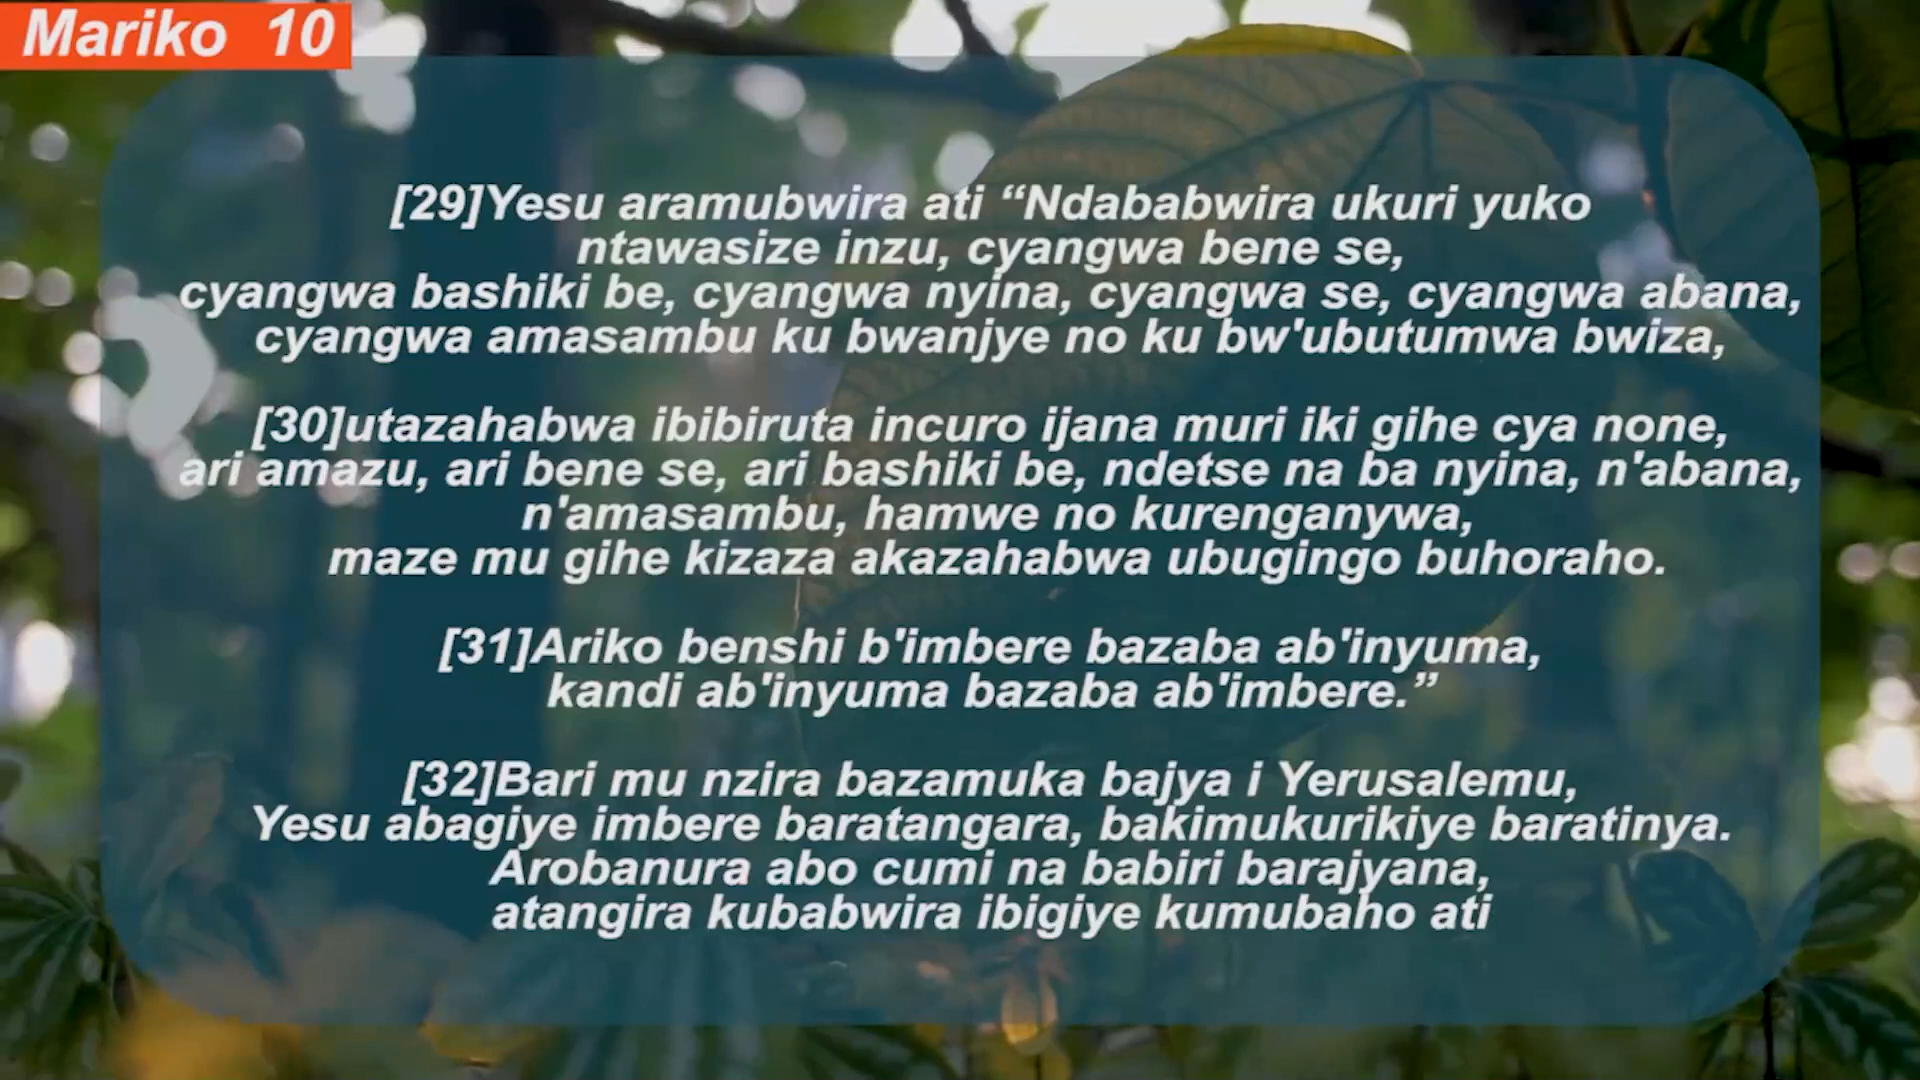 Mariko 10
[29]Yesu aramubwira ati “Ndababwira ukuri yuko
ntawasize inzu, cyangwa bene se,
cyangwa bashiki be, cyangwa nyina, cyangwa se, cyangwa abana,
cyangwa amasambu ku bwanjye no ku bw'ubutumwa bwiza,
[30]utazahabwa ibibiruta incuro ijana muri iki gihe cya none,
ari amazu, ari bene se, ari bashiki be, ndetse na ba nyina, n'abana,
n'amasambu, hamwe no kurenganywa,
maze mu gihe kizaza akazahabwa ubugingo buhoraho.
[31]Ariko benshi b'imbere bazaba ab'inyuma,
kandi ab'inyuma bazaba ab'imbere.”
[32]Bari mu nzira bazamuka bajya i Yerusalemu,
Yesu abagiye imbere baratangara, bakimukurikiye baratinya.
Arobanura abo cumi na babiri barajyana,
atangira kubabwira ibigiye kumubaho ati